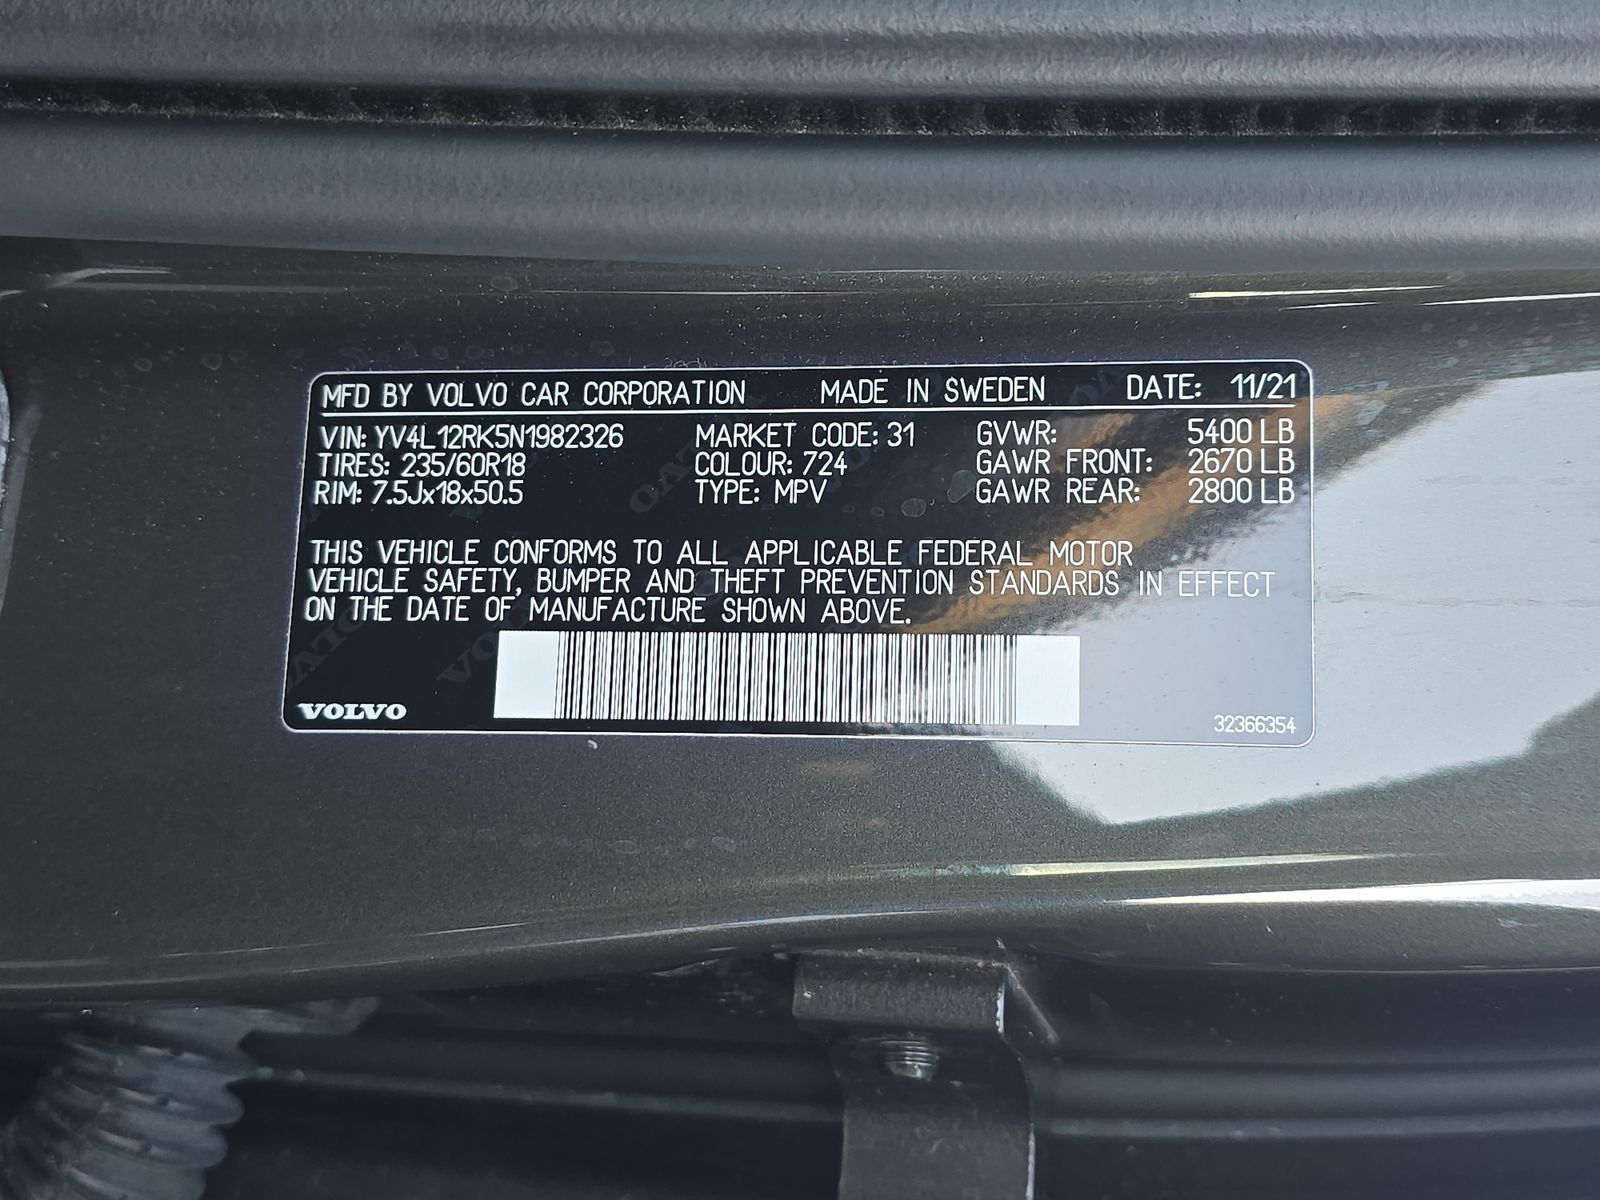 MFD BY VOLVO CAR CORPORATION MADE IN SWEDEN DATE: 11/21
VIN: YV4L12RK5N1982326 MARKET CODE: 31 GVWR: 5400 LB
TIRES: 235/60R18 COLOUR: 724 GAWR FRONT: 2670 LB
RIM: 7.5Jx18x50.5 TYPE: MPV GAWR REAR: 2800 LB
THIS VEHICLE CONFORMS TO ALL APPLICABLE FEDERAL MOTOR
VEHICLE SAFETY, BUMPER AND THEFT PREVENTION STANDARDS IN EFFECT
ON THE DATE OF MANUFACTURE SHOWN ABOVE.
VOLVO 32366354